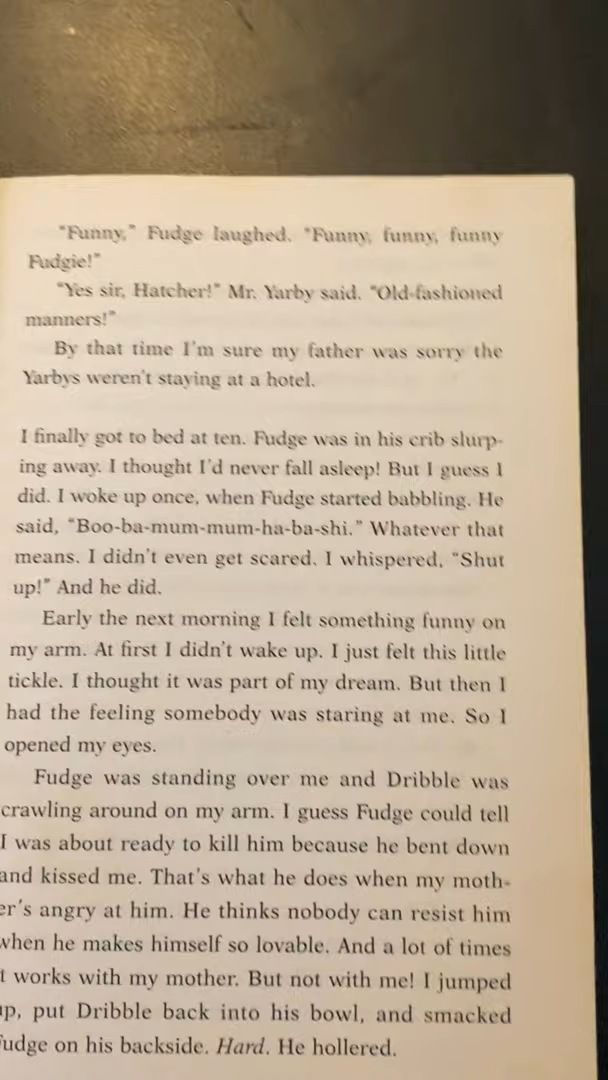 "Funny," Fudge laughed. "Funny, funny, funny
Fudgie!"
"Yes sir, Hatcher!" Mr. Yarby said. "Old-fashioned
manners!"
By that time I'm sure my father was sorry the
Yarbys weren't staying at a hotel.
I finally got to bed at ten. Fudge was in his crib slurp-
ing away. I thought I'd never fall asleep! But I guess I
did. I woke up once, when Fudge started babbling. He
said, "Boo-ba-mum-mum-ha-ba-shi." Whatever that
means. I didn't even get scared. I whispered, "Shut
up!" And he did.
Early the next morning I felt something funny on
my arm. At first I didn't wake up. I just felt this little
tickle. I thought it was part of my dream. But then I
had the feeling somebody was staring at me. So I
opened my eyes.
Fudge was standing over me and Dribble was
crawling around on my arm. I guess Fudge could tell
I was about ready to kill him because he bent down
and kissed me. That's what he does when my moth-
er's angry at him. He thinks nobody can resist him
when he makes himself so lovable. And a lot of times
t works with my mother. But not with me! I jumped
up, put Dribble back into his bowl, and smacked
Fudge on his backside. Hard. He hollered.